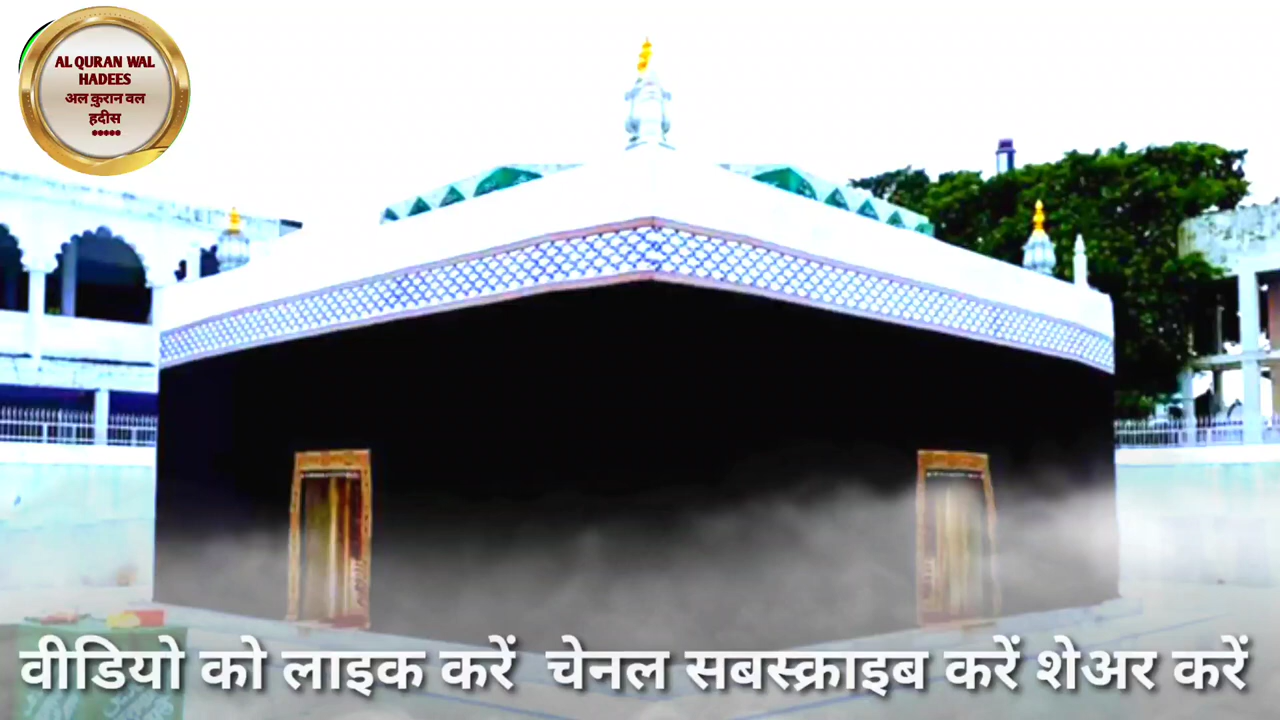 AL QURAN WAL
HADEES
अल क़ुरान वल
हदीस
वीडियो को लाइक करें चेनल सबस्क्राइब करें शेअर करें